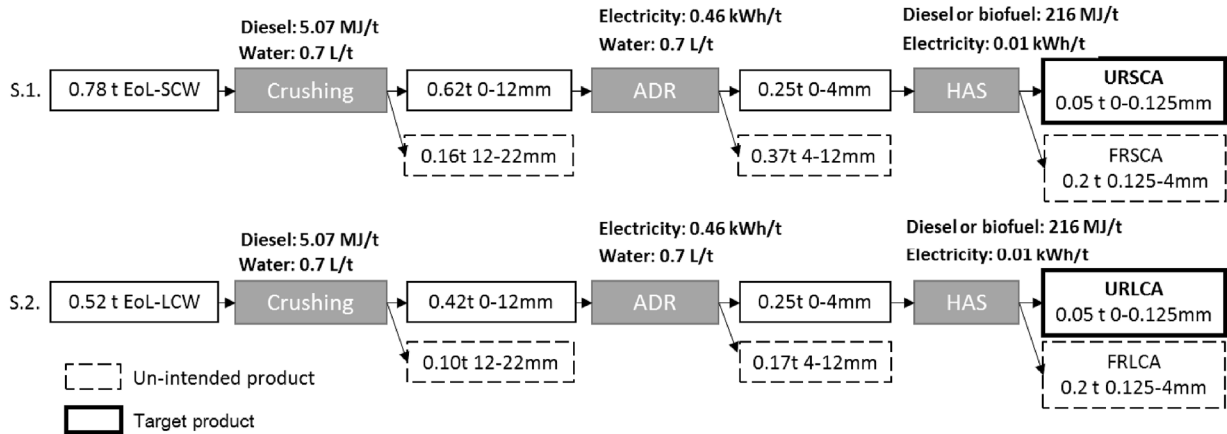 Diesel: 5.07 MJ/t
Water: 0.7 L/t
Electricity: 0.46 kWh/t
Water: 0.7 L/t
Diesel or biofuel: 216 MJ/t
Electricity: 0.01 kWh/t
S.1.
0.78 t EoL-SCW
Crushing
0.62t 0-12mm
ADR
0.25t 0-4mm
HAS
URSCA
0.05 t 0-0.125mm
0.16t 12-22mm
0.37t 4-12mm
FRSCA
0.2 t 0.125-4mm
Diesel: 5.07 MJ/t
Water: 0.7 L/t
Electricity: 0.46 kWh/t
Water: 0.7 L/t
Diesel or biofuel: 216 MJ/t
Electricity: 0.01 kWh/t
S.2.
0.52 t EoL-LCW
Crushing
0.42t 0-12mm
ADR
0.25t 0-4mm
HAS
URLCA
0.05 t 0-0.125mm
0.10t 12-22mm
0.17t 4-12mm
FRLCA
0.2 t 0.125-4mm
Un-intended product
Target product